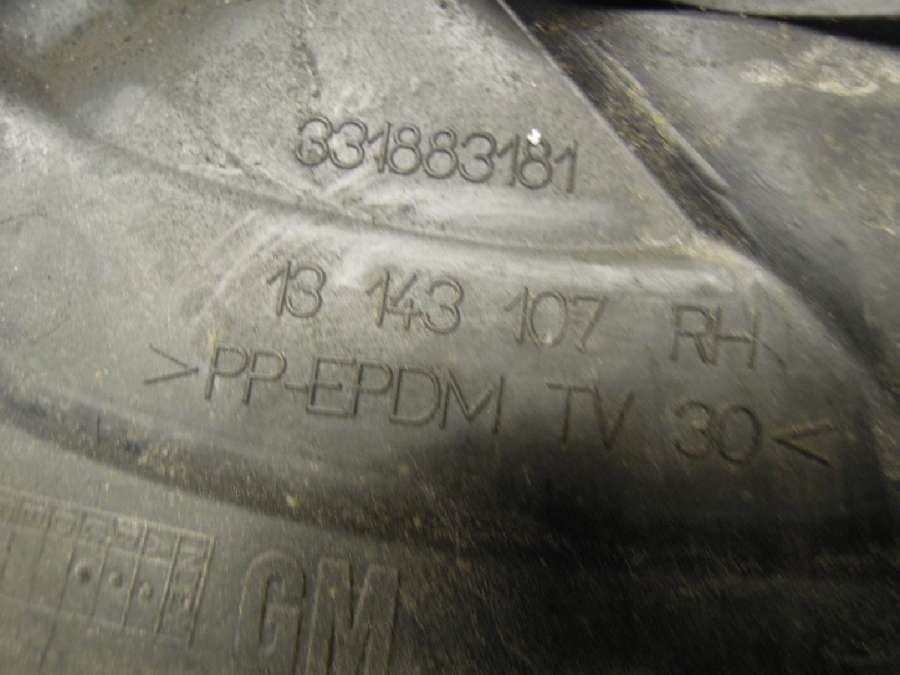 331883181
13 143 107 RH
>PP-EPDM TV 30<
GM